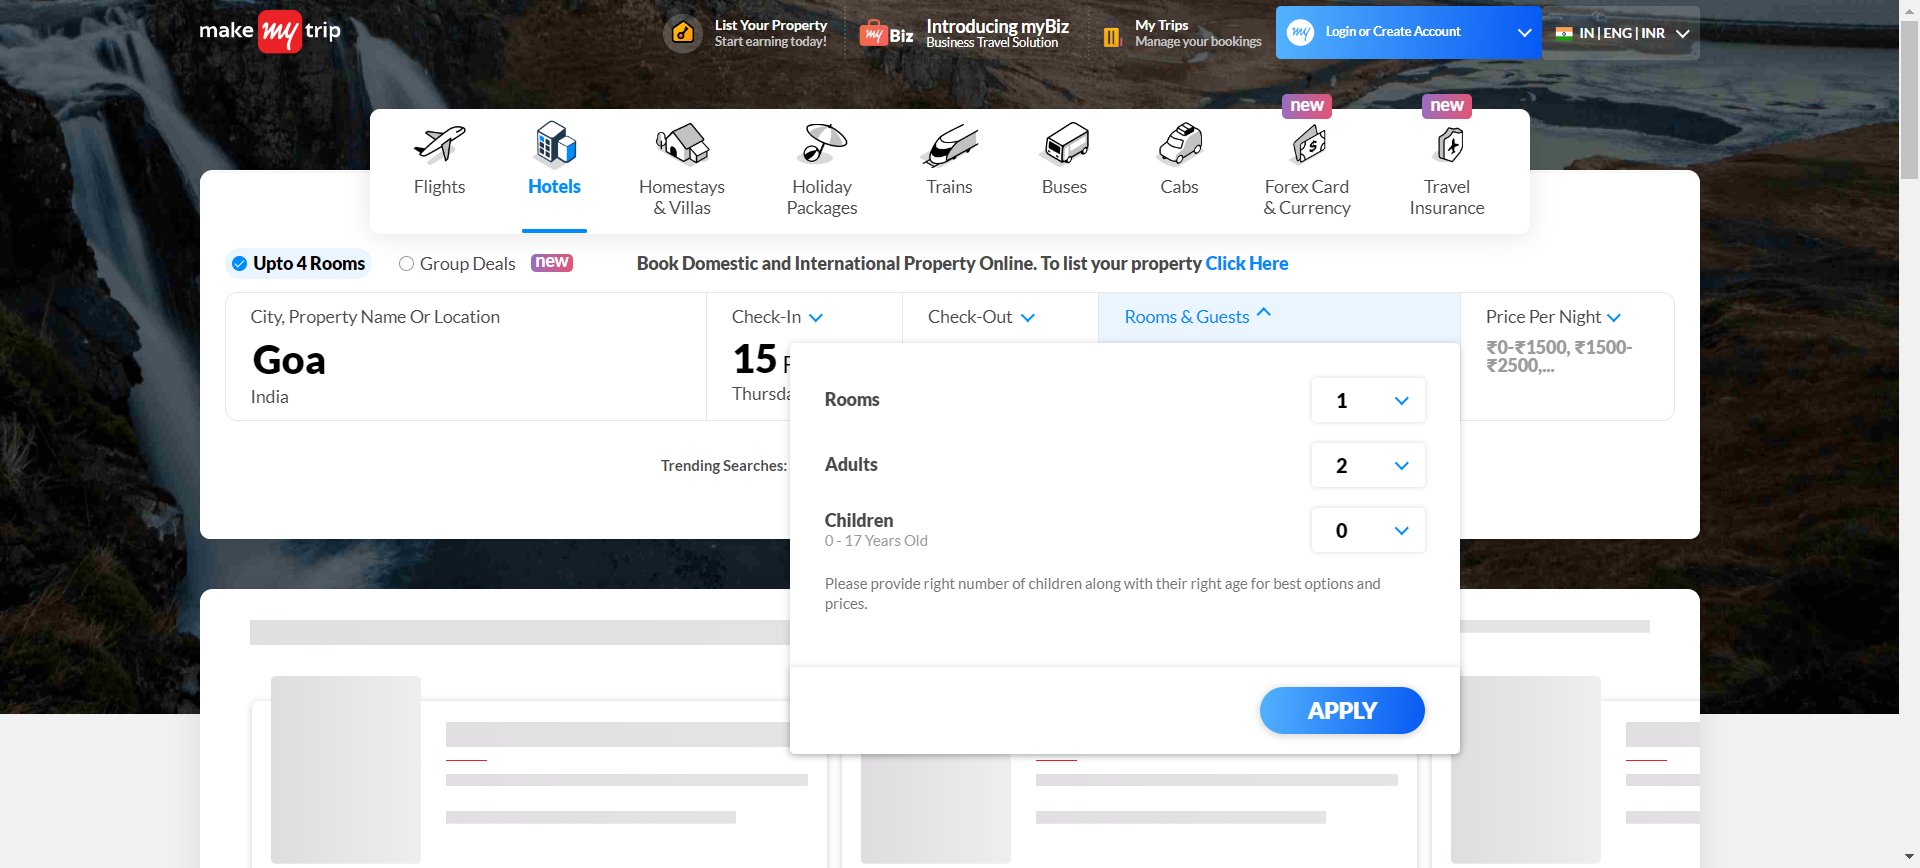 make my trip
List Your Property
Start earning today!
my Biz
Introducing myBiz
Business Travel Solution
My Trips
Manage your bookings
my
Login or Create Account
IN | ENG | INR
new
new
Flights
Hotels
Homestays
& Villas
Holiday
Packages
Trains
Buses
Cabs
Forex Card
& Currency
Travel
Insurance
Upto 4 Rooms
Group Deals
new
Book Domestic and International Property Online. To list your property Click Here
City, Property Name Or Location
Goa
India
Check-In
15
Thursda
Check-Out
Rooms & Guests
Price Per Night
₹0-₹1500, ₹1500-
₹2500,...
Trending Searches:
Rooms
1
Adults
2
Children
0 - 17 Years Old
0
Please provide right number of children along with their right age for best options and
prices.
APPLY